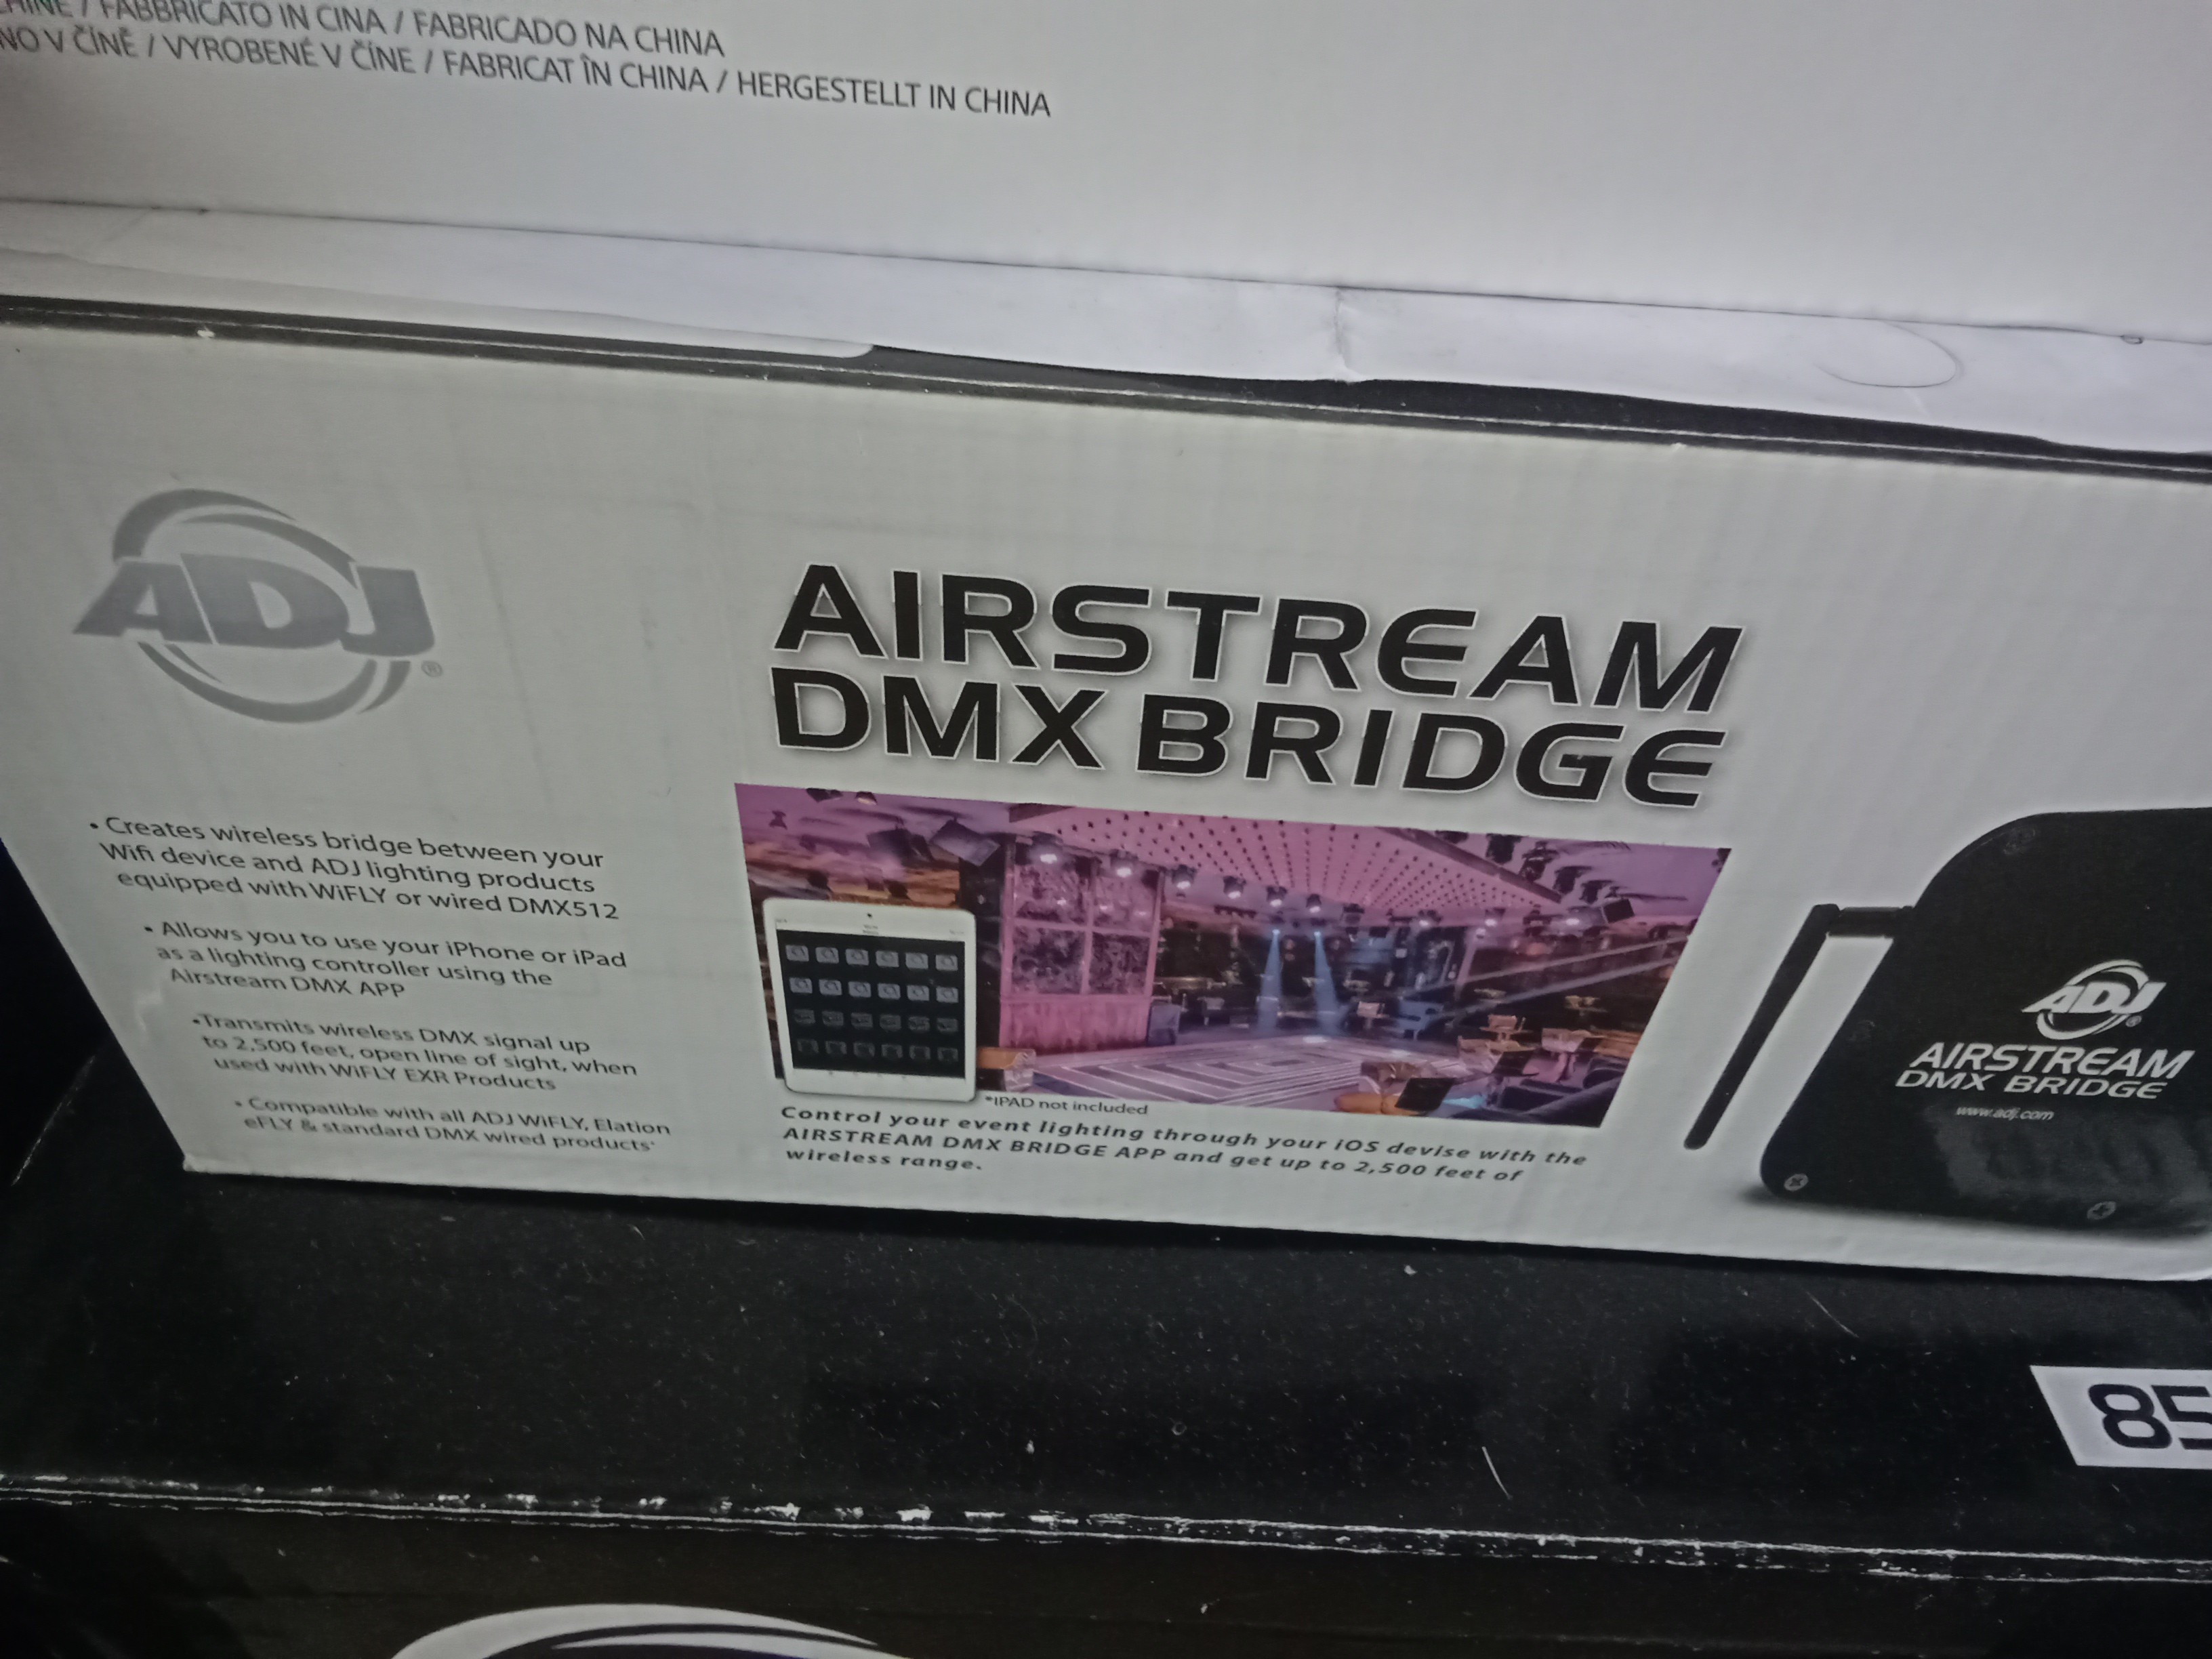 / FABBRICATO IN CINA / FABRICADO NA CHINA
V ČÍNĚ / VYROBENÉ V ČÍNE / FABRICAT ÎN CHINA / HERGESTELLT IN CHINA
ADJ®
AIRSTREAM
DMX BRIDGE
• Creates wireless bridge between your
Wifi device and ADJ lighting products
equipped with WiFLY or wired DMX512
• Allows you to use your iPhone or iPad
as a lighting controller using the
Airstream DMX APP
•Transmits wireless DMX signal up
to 2,500 feet, open line of sight, when
used with WiFLY EXR Products
• Compatible with all ADJ WiFLY, Elation
eFLY & standard DMX wired products*
*IPAD not included
Control your event lighting through your iOS devise with the
AIRSTREAM DMX BRIDGE APP and get up to 2,500 feet of
wireless range.
ADJ®
AIRSTREAM
DMX BRIDGE
www.adj.com
85